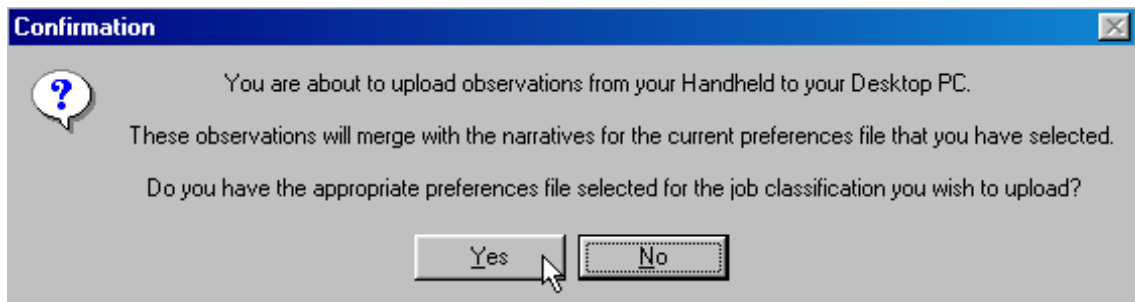 Confirmation
You are about to upload observations from your Handheld to your Desktop PC.
These observations will merge with the narratives for the current preferences file that you have selected.
Do you have the appropriate preferences file selected for the job classification you wish to upload?
Yes No